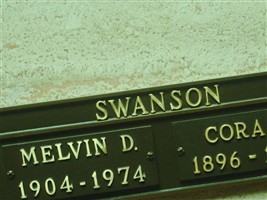 SWANSON
MELVIN D.
1904 - 1974
CORA
1896 -